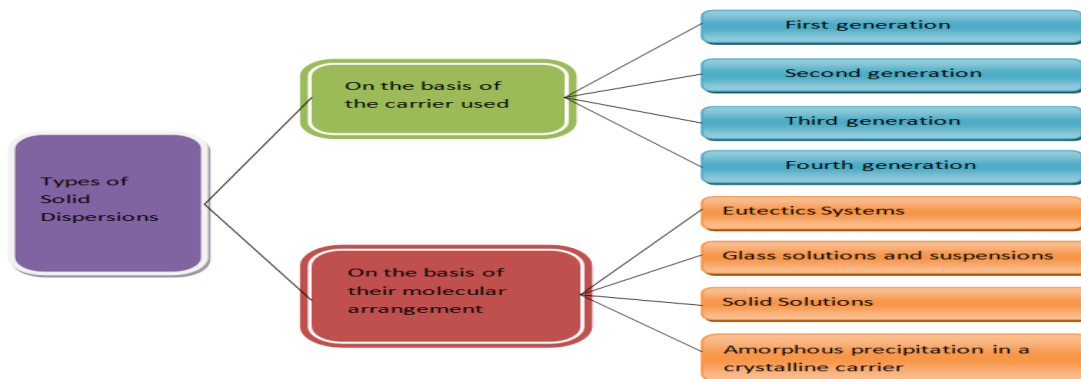 Types of
Solid
Dispersions
On the basis of
the carrier used
First generation
Second generation
Third generation
Fourth generation
On the basis of
their molecular
arrangement
Eutectics Systems
Glass solutions and suspensions
Solid Solutions
Amorphous precipitation in a
crystalline carrier